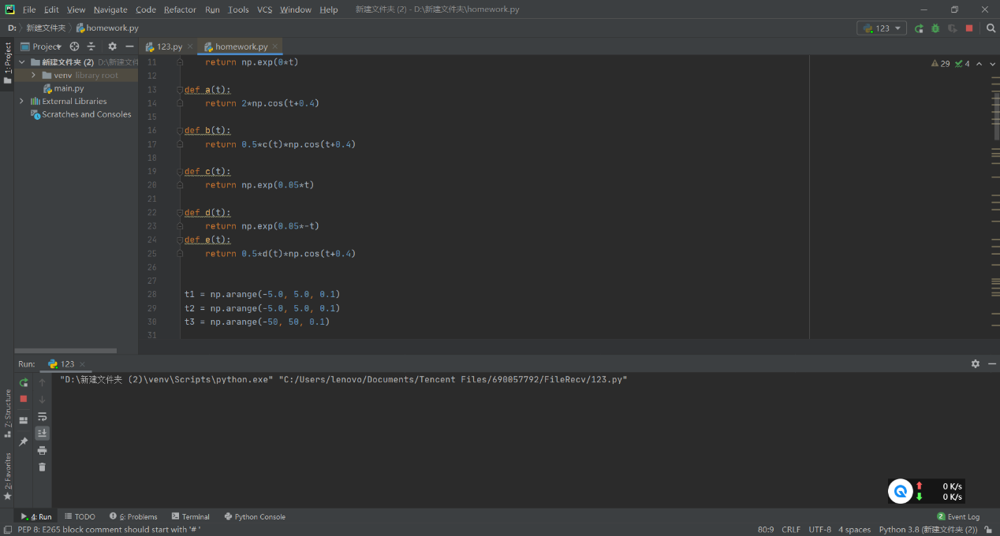 File Edit View Navigate Code Refactor Run Tools VCS Window Help 新建文件夹 (2) - D:\新建文件夹\homework.py
D: 新建文件夹 homework.py 123
1: Project
Project 123.py homework.py
新建文件夹 (2) D:\新建文件
venv library root
main.py
External Libraries
Scratches and Consoles
29 4
11 return np.exp(0*t)
12
13 def a(t):
14 return 2*np.cos(t+0.4)
15
16 def b(t):
17 return 0.5*c(t)*np.cos(t+0.4)
18
19 def c(t):
20 return np.exp(0.05*t)
21
22 def d(t):
23 return np.exp(0.05*-t)
24 def e(t):
25 return 0.5*d(t)*np.cos(t+0.4)
26
27
28 t1 = np.arange(-5.0, 5.0, 0.1)
29 t2 = np.arange(-5.0, 5.0, 0.1)
30 t3 = np.arange(-50, 50, 0.1)
31
Run: 123
"D:\新建文件夹 (2)\venv\Scripts\python.exe" "C:/Users/lenovo/Documents/Tencent Files/690057792/FileRecv/123.py"
Z: Structure
2: Favorites
0 K/s
0 K/s
4: Run TODO 6: Problems Terminal Python Console 2 Event Log
PEP 8: E265 block comment should start with '# ' 80:9 CRLF UTF-8 4 spaces Python 3.8 (新建文件夹 (2))